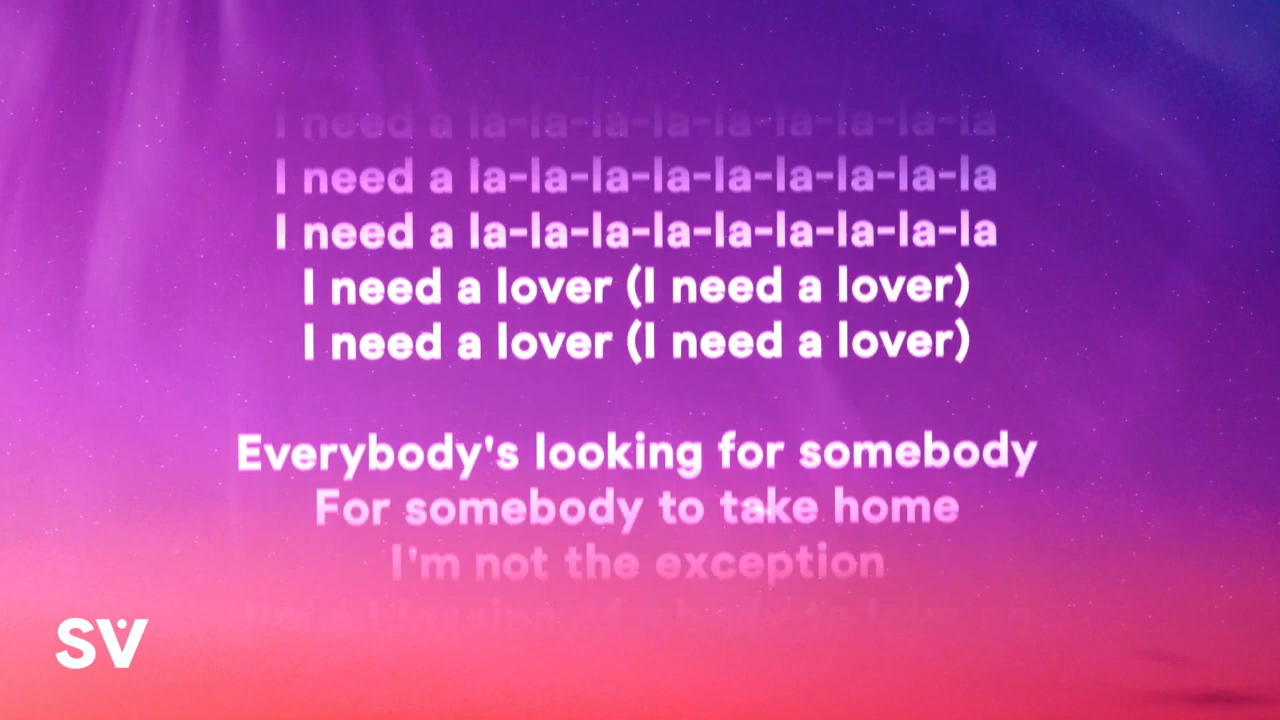 I need a la-la-la-la-la-la-la-la-la
I need a la-la-la-la-la-la-la-la-la
I need a la-la-la-la-la-la-la-la-la
I need a lover (I need a lover)
I need a lover (I need a lover)
Everybody's looking for somebody
For somebody to take home
I'm not the exception
SV